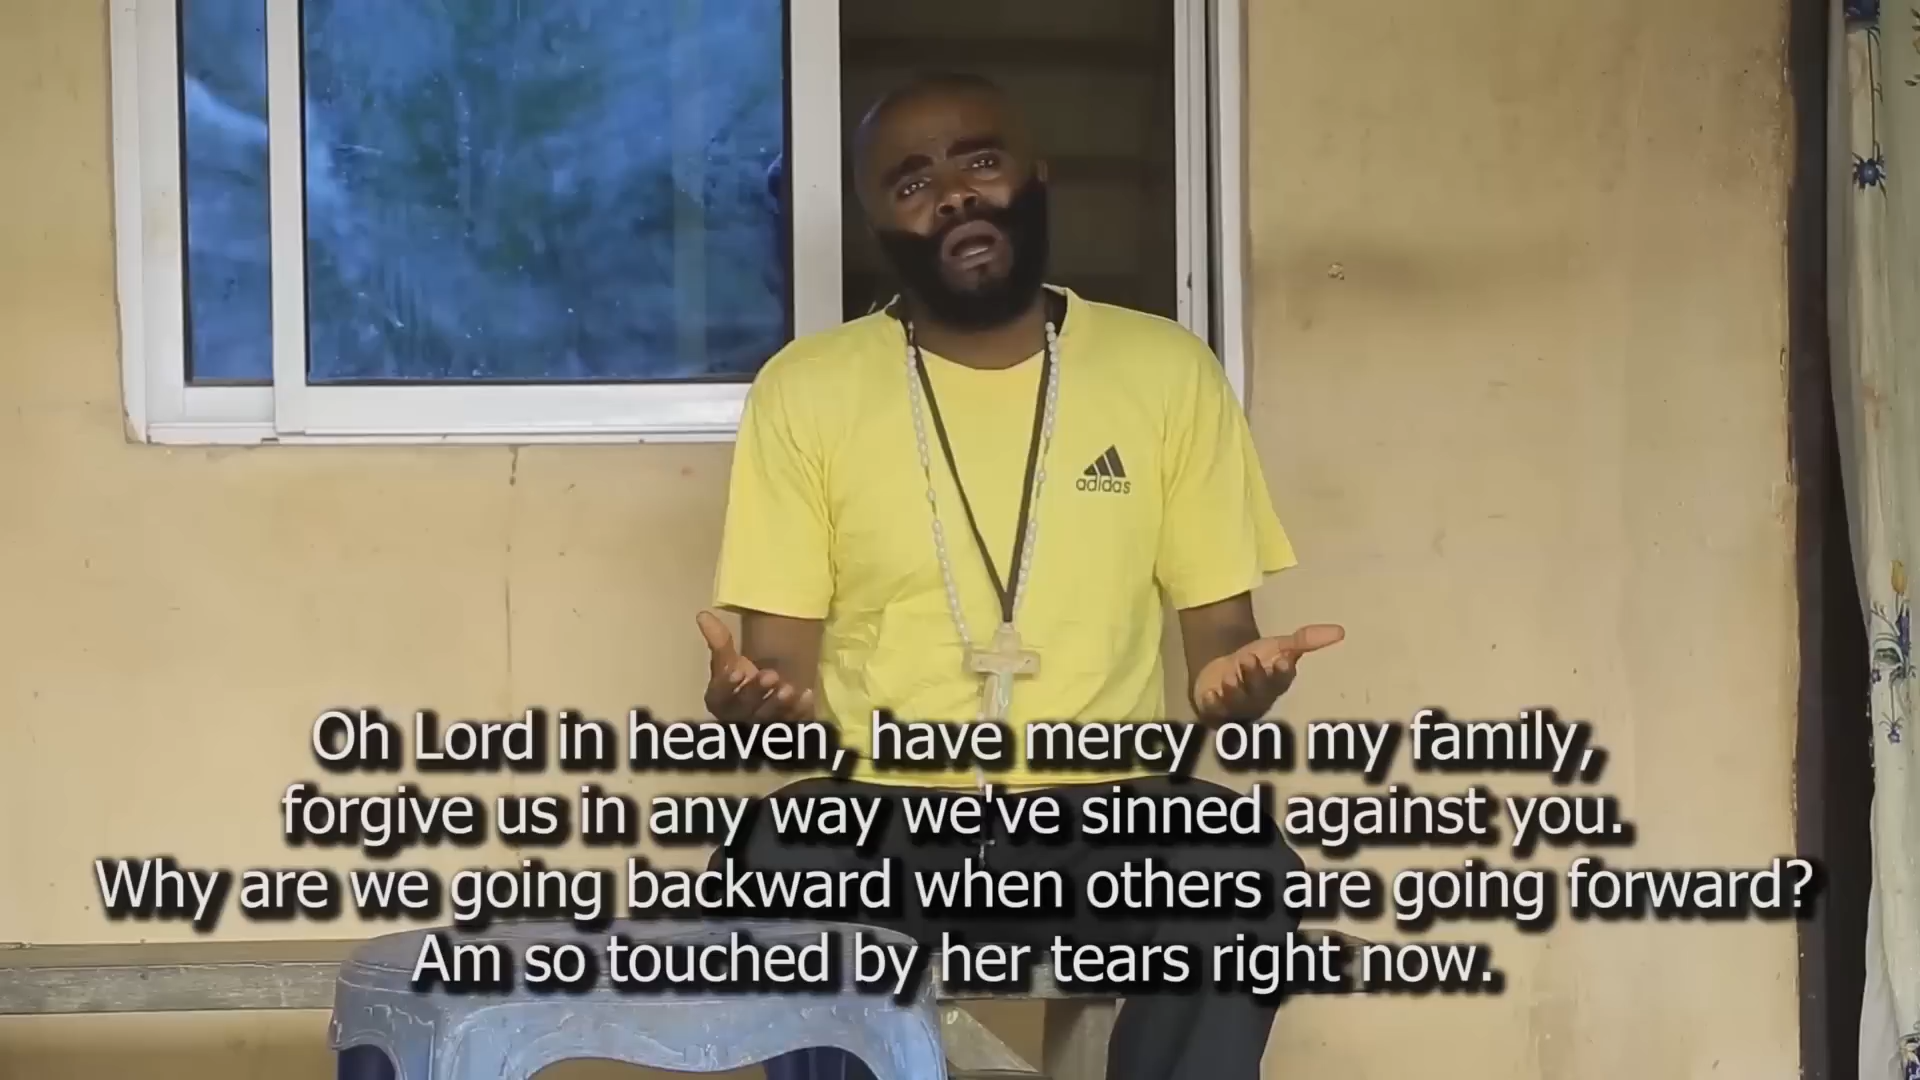 adidas
Oh Lord in heaven, have mercy on my family,
forgive us in any way we've sinned against you.
Why are we going backward when others are going forward?
Am so touched by her tears right now.